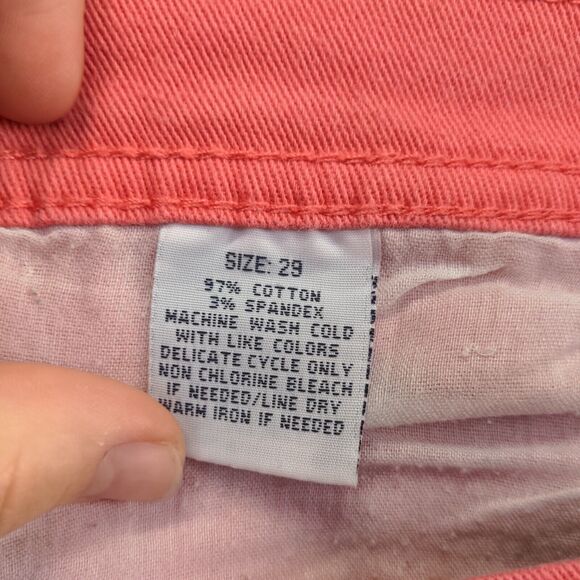 SIZE: 29
97% COTTON
3% SPANDEX
MACHINE WASH COLD
WITH LIKE COLORS
DELICATE CYCLE ONLY
NON CHLORINE BLEACH
IF NEEDED/LINE DRY
WARM IRON IF NEEDED